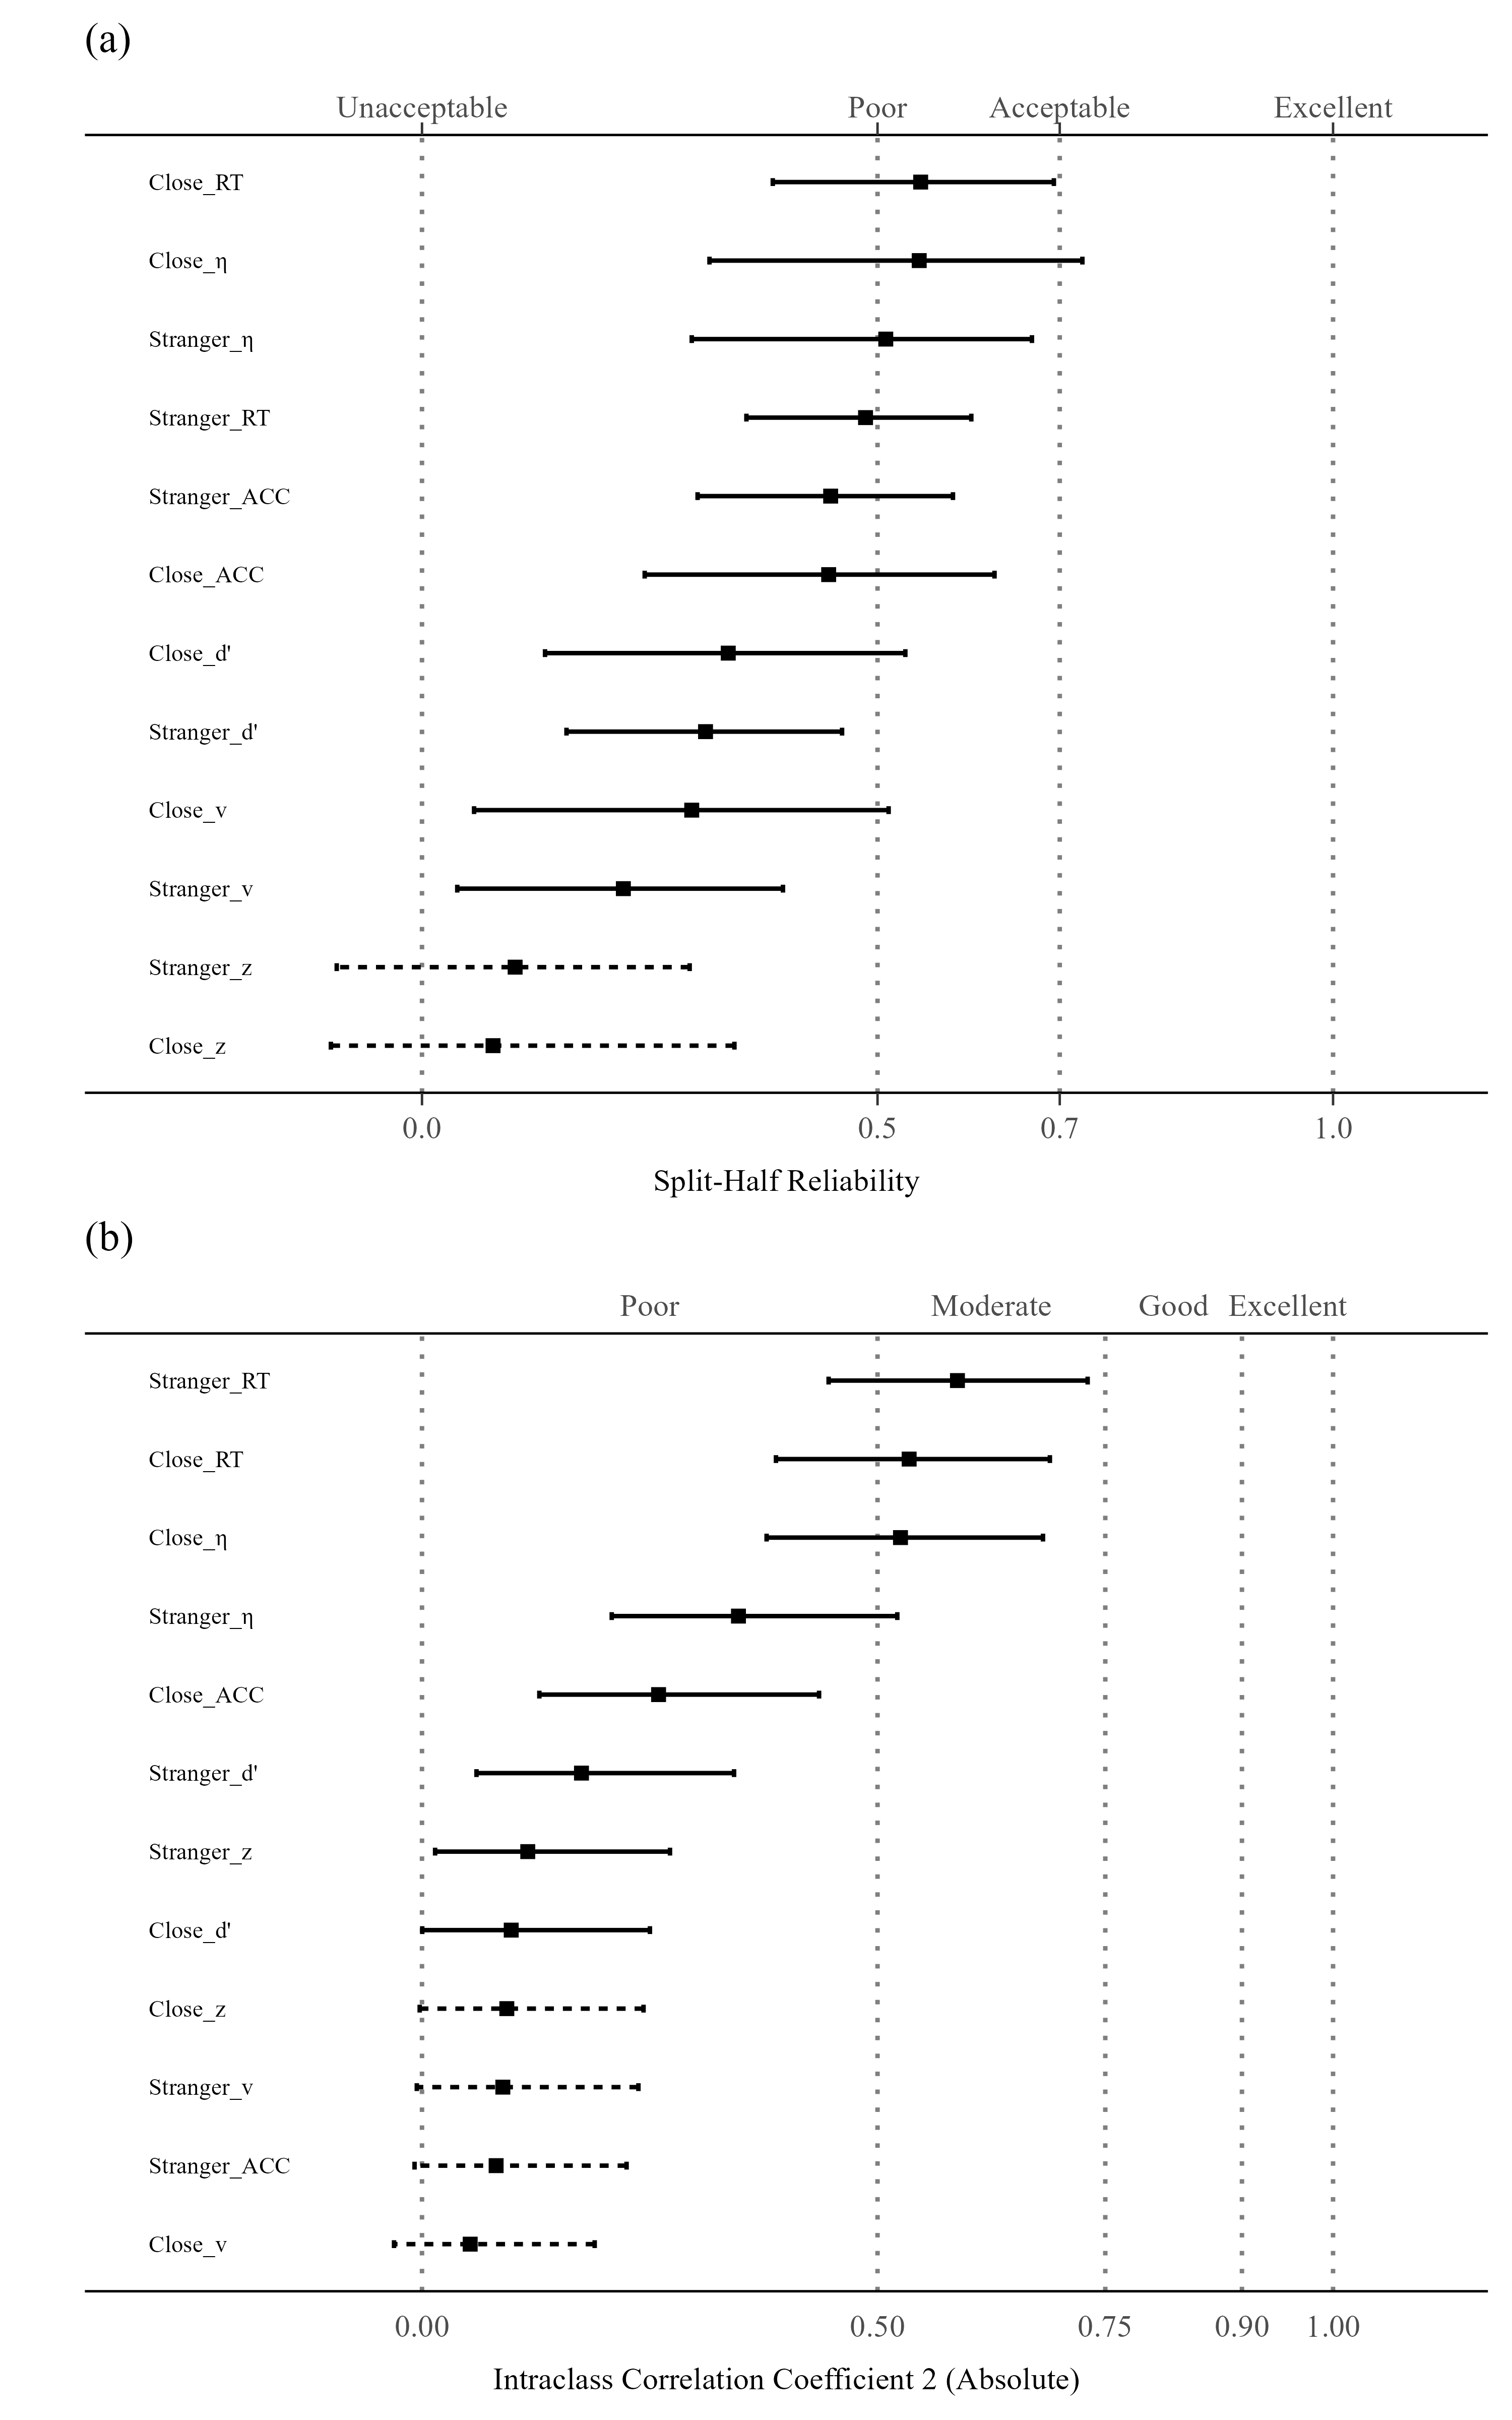 (a)
Unacceptable Poor Acceptable Excellent
Close_RT
Close_η
Stranger_η
Stranger_RT
Stranger_ACC
Close_ACC
Close_d'
Stranger_d'
Close_v
Stranger_v
Stranger_z
Close_z
0.0 0.5 0.7 1.0
Split-Half Reliability
(b)
Poor Moderate Good Excellent
Stranger_RT
Close_RT
Close_η
Stranger_η
Close_ACC
Stranger_d'
Stranger_z
Close_d'
Close_z
Stranger_v
Stranger_ACC
Close_v
0.00 0.50 0.75 0.90 1.00
Intraclass Correlation Coefficient 2 (Absolute)